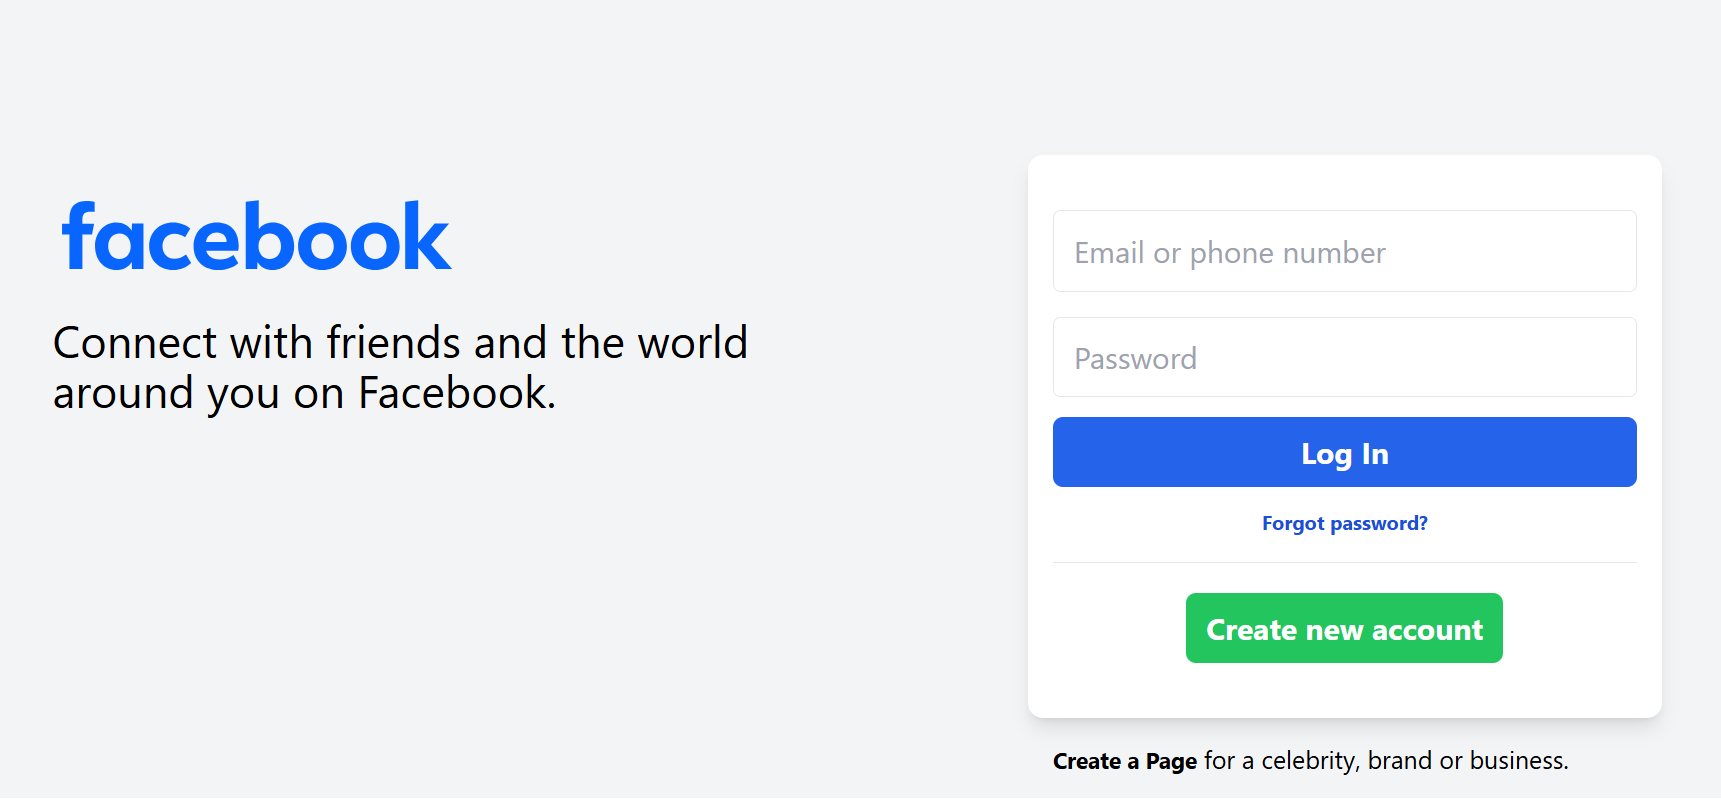 facebook
Connect with friends and the world
around you on Facebook.
Email or phone number
Password
Log In
Forgot password?
Create new account
Create a Page for a celebrity, brand or business.